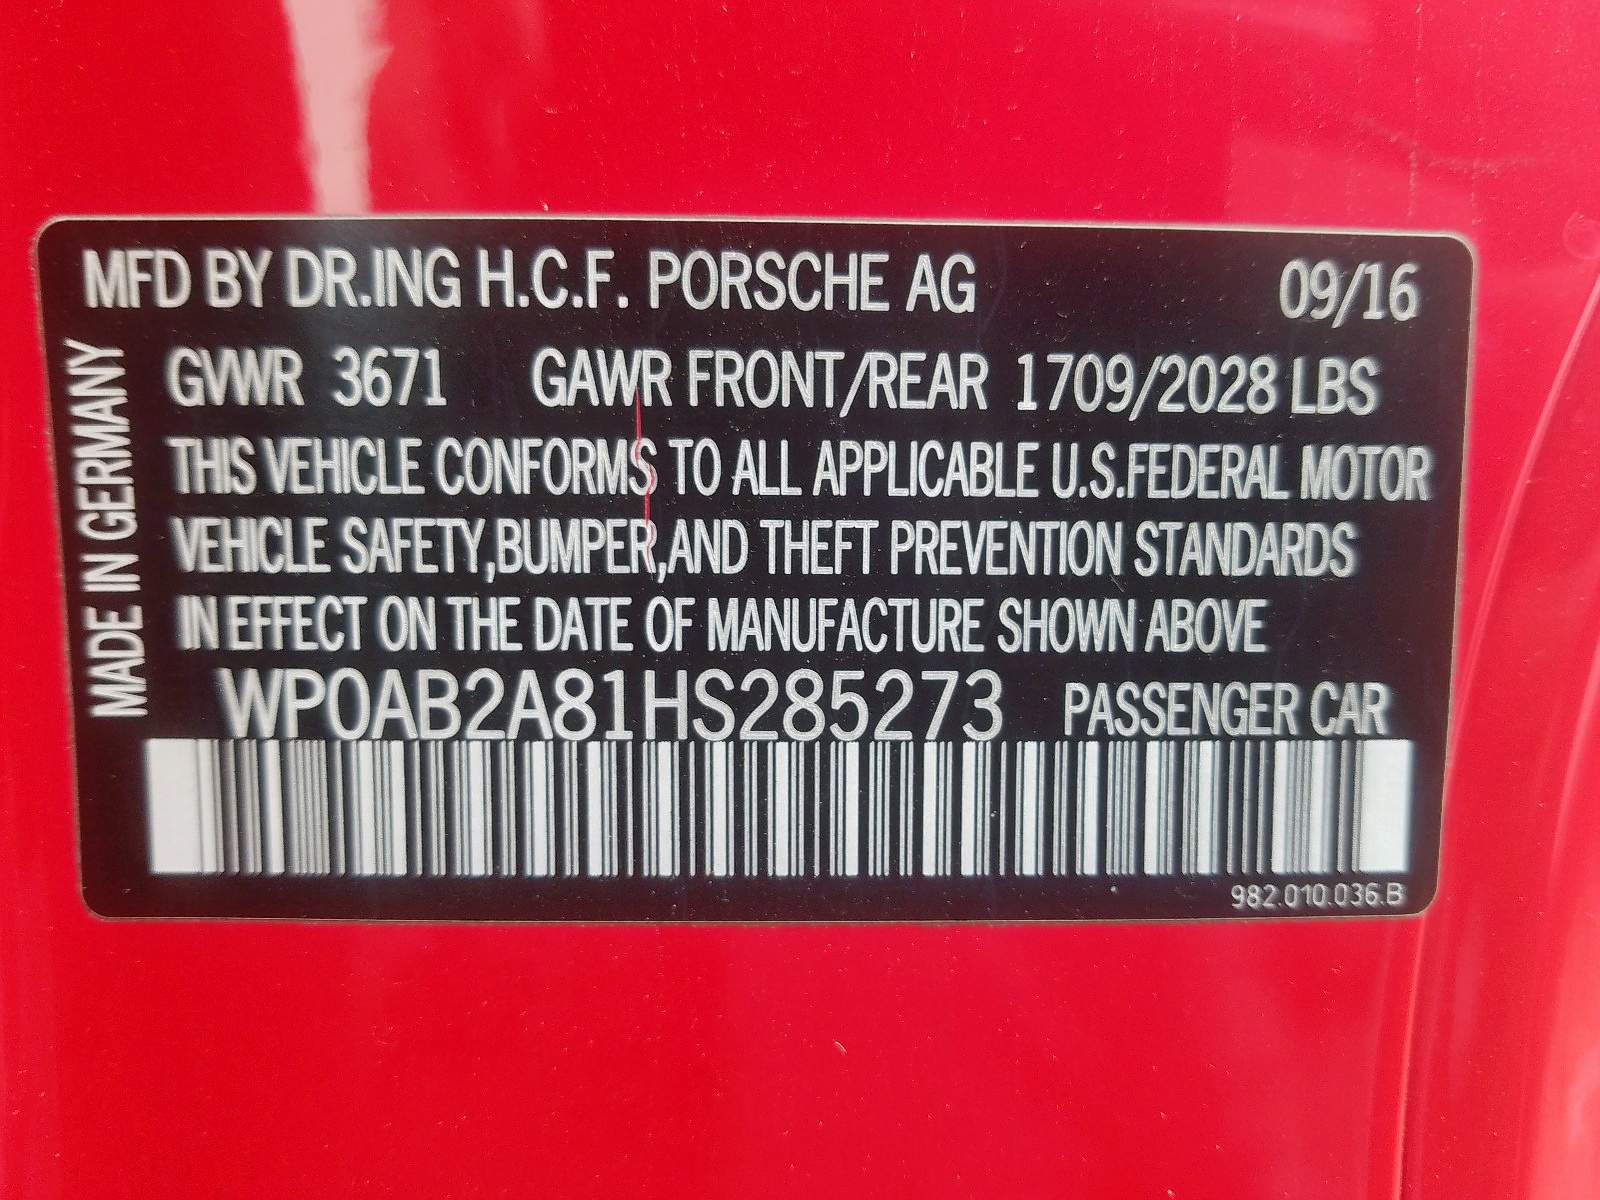 MFD BY DR.ING H.C.F. PORSCHE AG 09/16
GVWR 3671 GAWR FRONT/REAR 1709/2028 LBS
THIS VEHICLE CONFORMS TO ALL APPLICABLE U.S.FEDERAL MOTOR
VEHICLE SAFETY,BUMPER,AND THEFT PREVENTION STANDARDS
IN EFFECT ON THE DATE OF MANUFACTURE SHOWN ABOVE
WP0AB2A81HS285273 PASSENGER CAR
982.010.036.B
MADE IN GERMANY